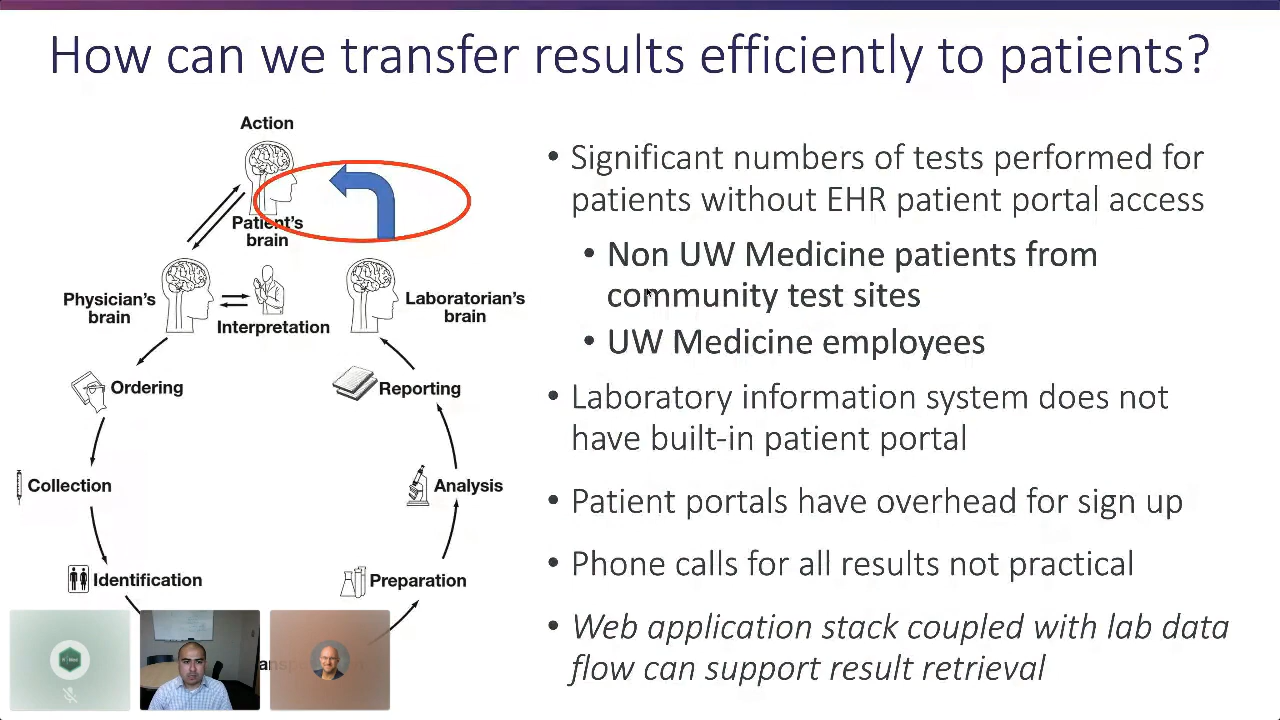 How can we transfer results efficiently to patients?
Action
Patient's
brain
Physician's
brain
Interpretation
Laboratorian's
brain
Ordering
Reporting
Collection
Analysis
Identification
Preparation
• Significant numbers of tests performed for
patients without EHR patient portal access
• Non UW Medicine patients from
community test sites
• UW Medicine employees
• Laboratory information system does not
have built-in patient portal
• Patient portals have overhead for sign up
• Phone calls for all results not practical
• Web application stack coupled with lab data
flow can support result retrieval